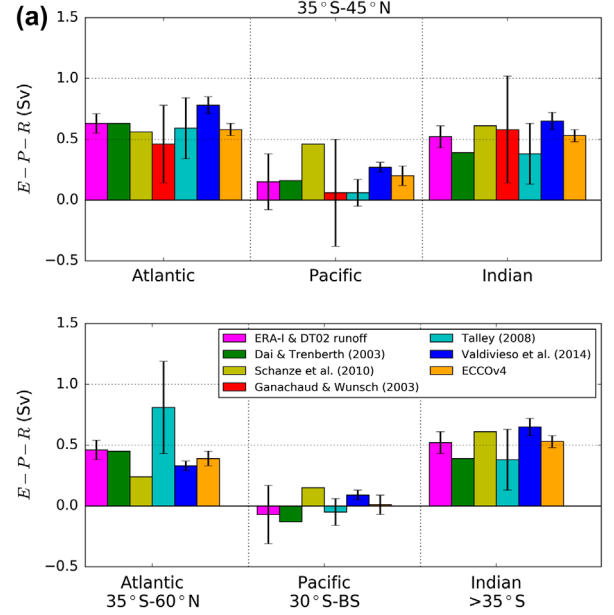 (a)
35°S-45°N
E − P − R (Sv)
1.5
1.0
0.5
0.0
−0.5
Atlantic Pacific Indian
E − P − R (Sv)
1.5
1.0
0.5
0.0
−0.5
ERA-I & DT02 runoff
Dai & Trenberth (2003)
Schanze et al. (2010)
Ganachaud & Wunsch (2003)
Talley (2008)
Valdivieso et al. (2014)
ECCOv4
Atlantic Pacific Indian
35°S-60°N 30°S-BS >35°S